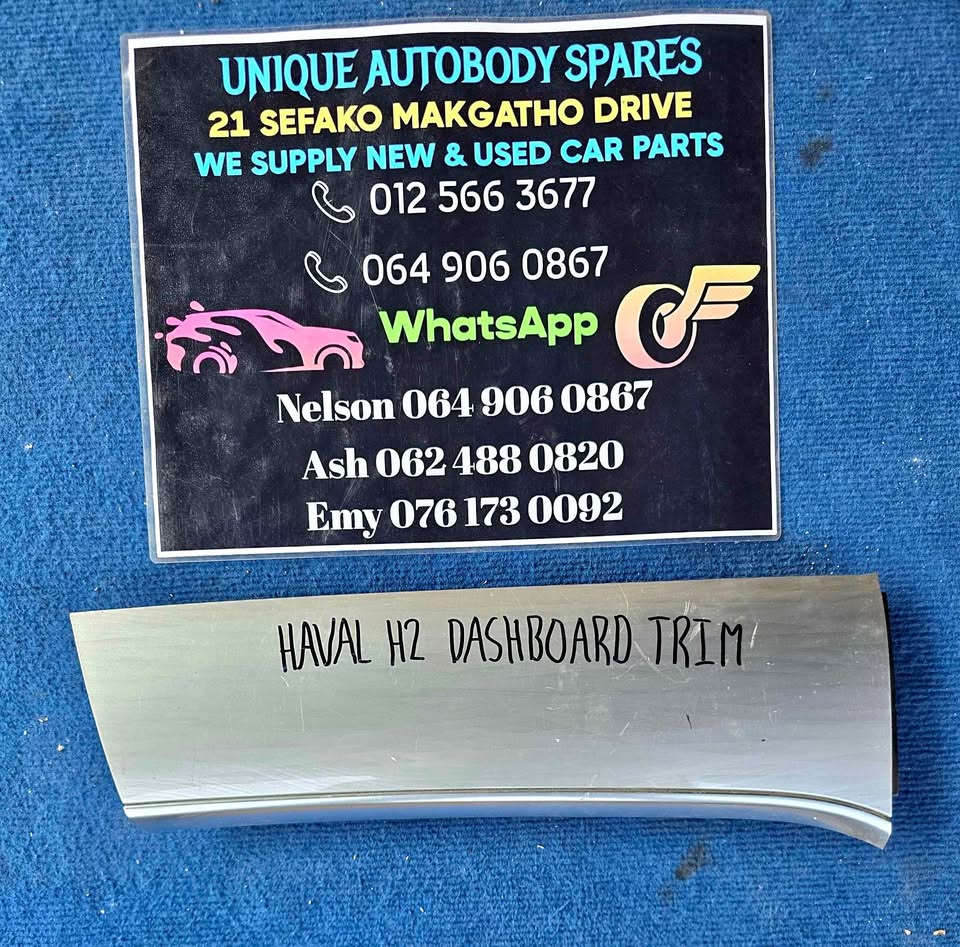 UNIQUE AUTOBODY SPARES
21 SEFAKO MAKGATHO DRIVE
WE SUPPLY NEW & USED CAR PARTS
012 566 3677
064 906 0867
WhatsApp
Nelson 064 906 0867
Ash 062 488 0820
Emy 076 173 0092
HAVAL H2 DASHBOARD TRIM